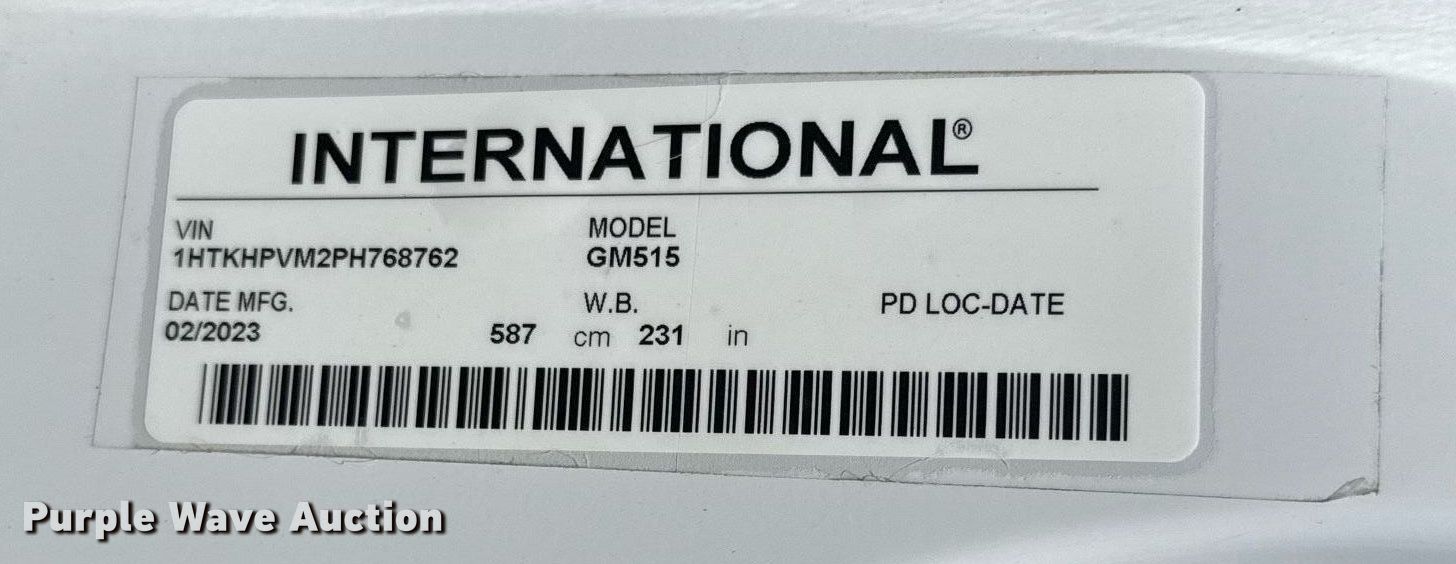 INTERNATIONAL®
VIN MODEL
1HTKHPVM2PH768762 GM515
DATE MFG. W.B. PD LOC-DATE
02/2023 587 cm 231 in
Purple Wave Auction